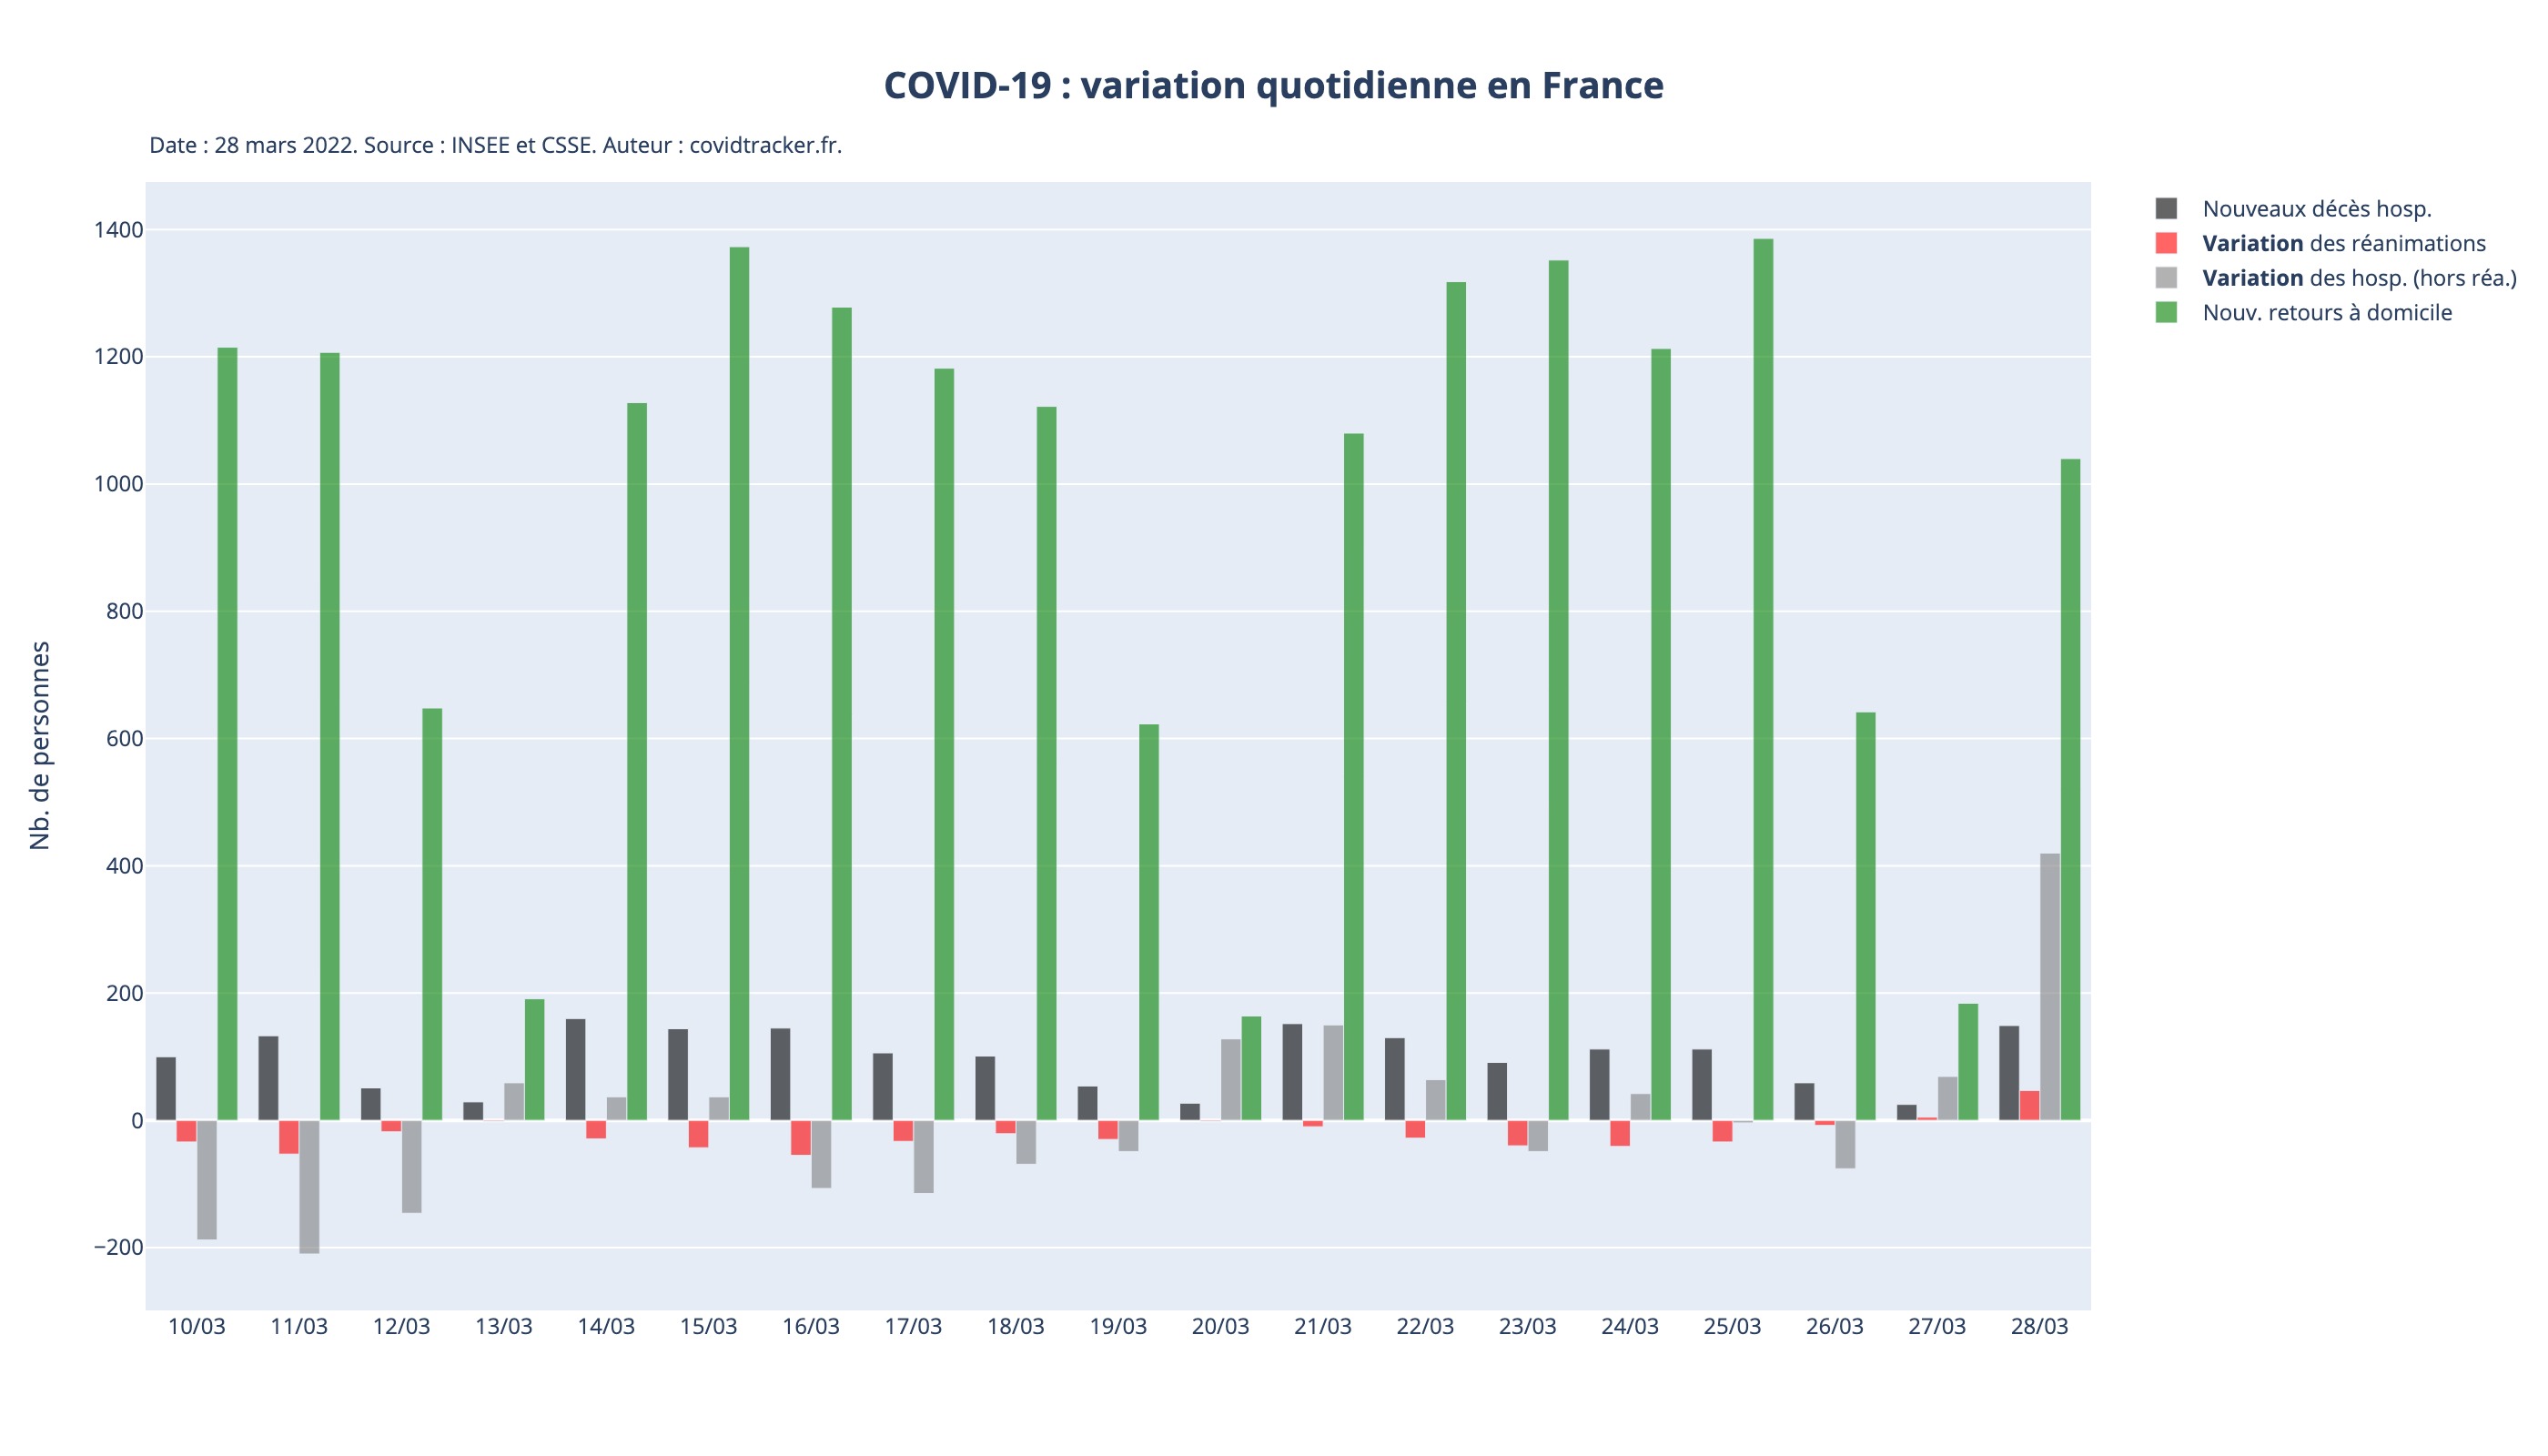 COVID-19 : variation quotidienne en France
Date : 28 mars 2022. Source : INSEE et CSSE. Auteur : covidtracker.fr.
Nouveaux décès hosp.
Variation des réanimations
Variation des hosp. (hors réa.)
Nouv. retours à domicile
Nb. de personnes
1400
1200
1000
800
600
400
200
0
−200
10/03 11/03 12/03 13/03 14/03 15/03 16/03 17/03 18/03 19/03 20/03 21/03 22/03 23/03 24/03 25/03 26/03 27/03 28/03